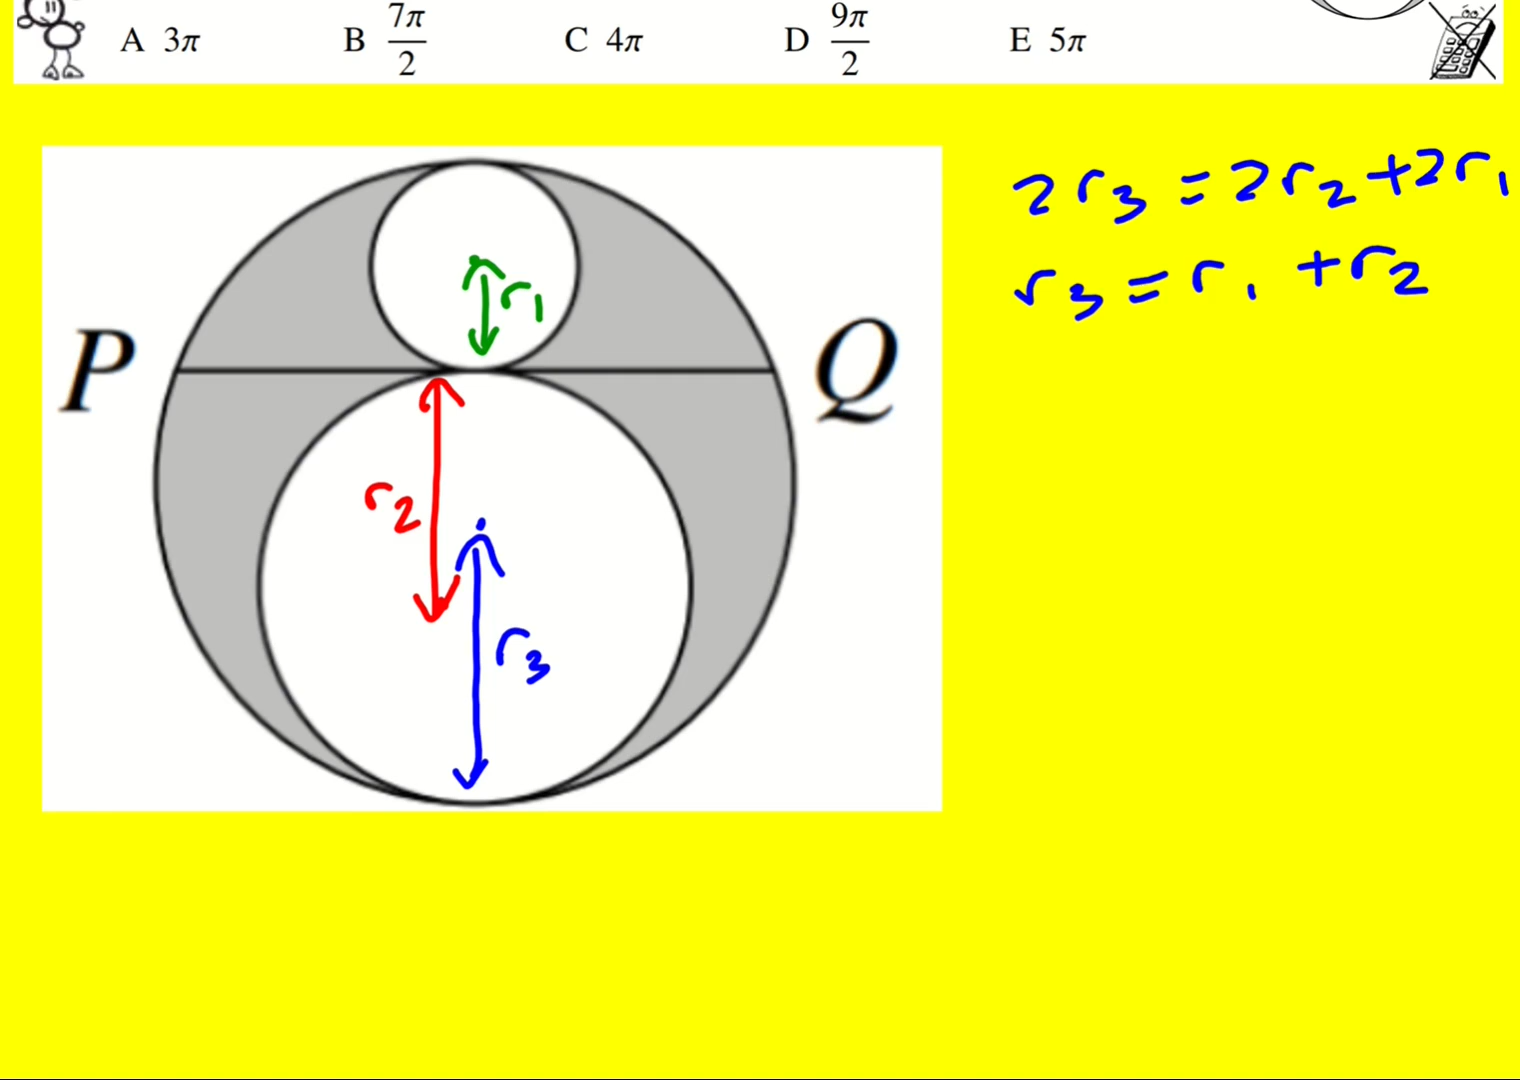 A 3π B 7π/2 C 4π D 9π/2 E 5π
2r3 = 2r2 + 2r1
r3 = r1 + r2
r1
P Q
r2
r3